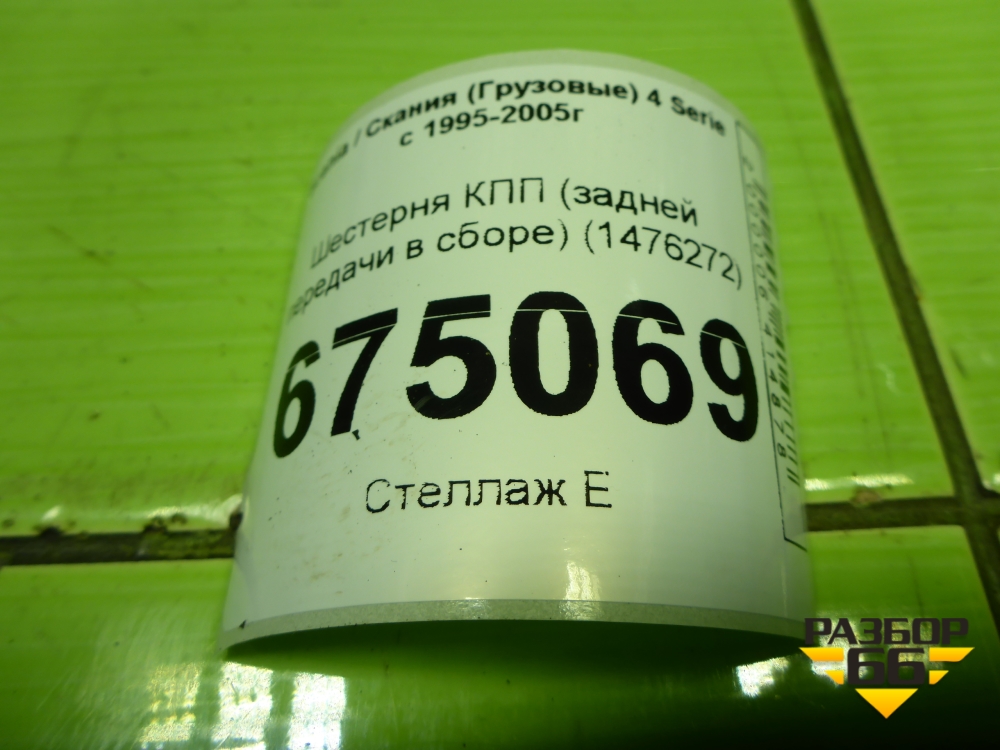 / Скания (Грузовые) 4 Serie
с 1995-2005г
Шестерня КПП (задней
передачи в сборе) (1476272)
675069
Стеллаж Е
РАЗБОР
66